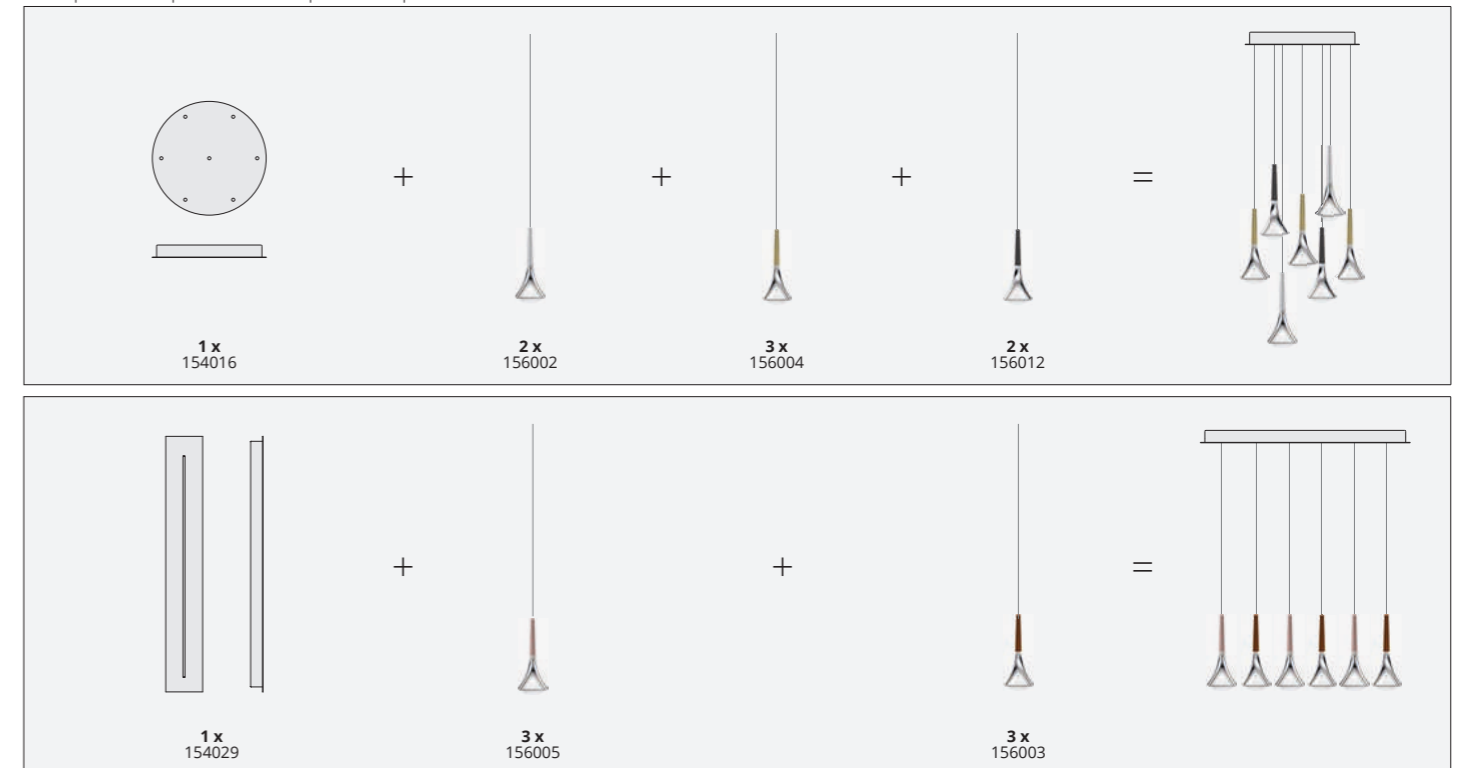 + + + =
1 x 2 x 3 x 2 x
154016 156002 156004 156012
+ + =
1 x 3 x 3 x
154029 156005 156003